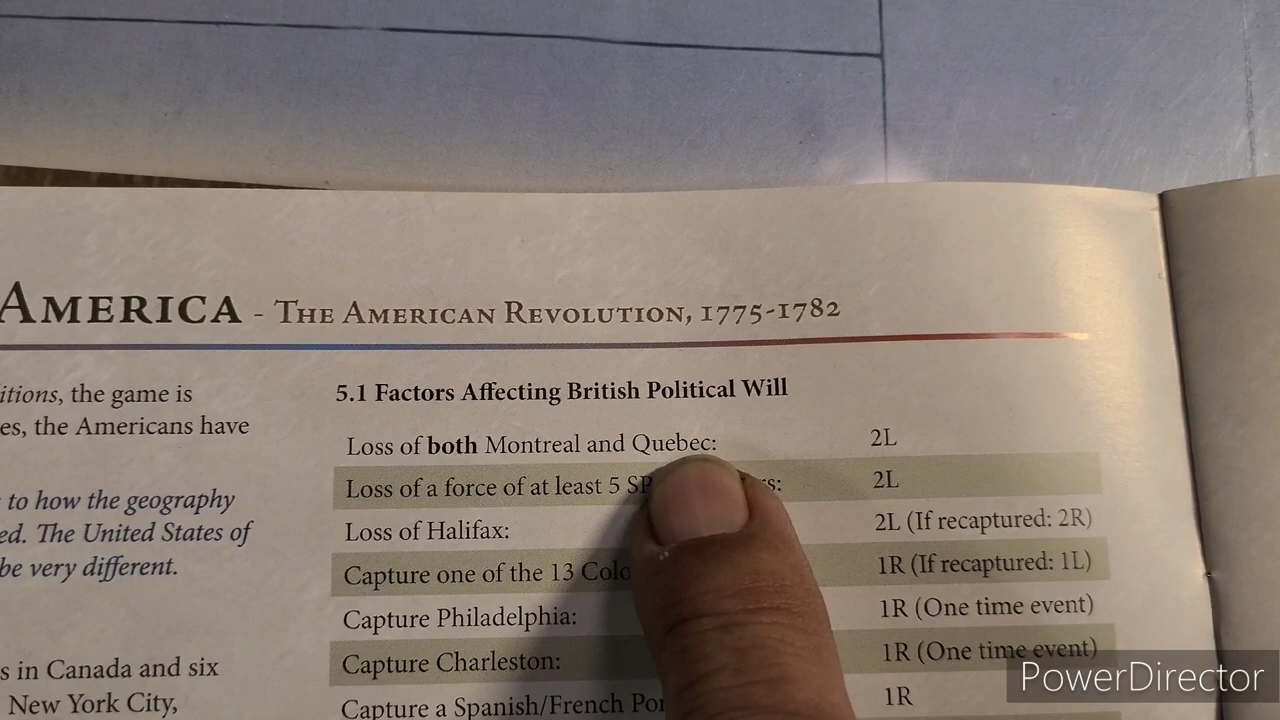 AMERICA - THE AMERICAN REVOLUTION, 1775-1782
itions, the game is
es, the Americans have
to how the geography
ed. The United States of
be very different.
s in Canada and six
New York City,
5.1 Factors Affecting British Political Will
Loss of both Montreal and Quebec: 2L
Loss of a force of at least 5 SP s: 2L
Loss of Halifax: 2L (If recaptured: 2R)
Capture one of the 13 Colo 1R (If recaptured: 1L)
Capture Philadelphia: 1R (One time event)
Capture Charleston: 1R (One time event)
Capture a Spanish/French Por 1R
PowerDirector